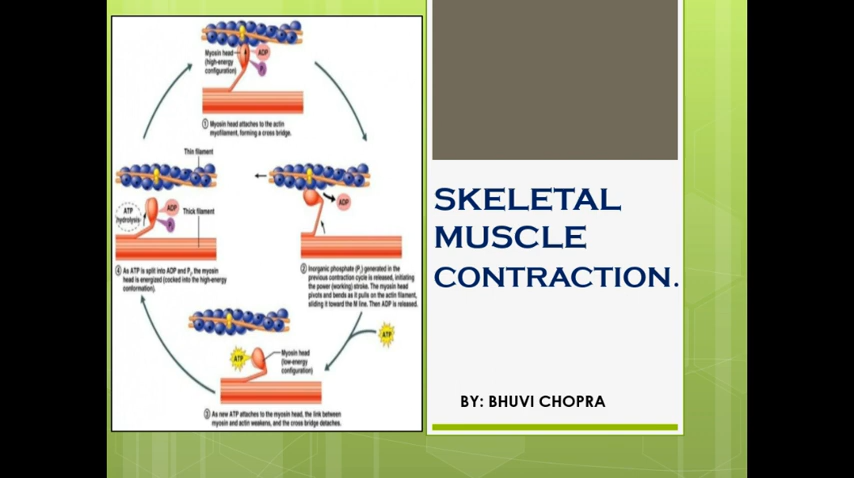 Myosin head
(high-energy
configuration)
ADP
Pi
① Myosin head attaches to the actin
myofilament, forming a cross bridge.
Thin filament
ATP
hydrolysis
ADP
Pi
Thick filament
ADP
④ As ATP is split into ADP and Pi, the myosin
head is energized (cocked into the high-energy
conformation).
② Inorganic phosphate (Pi) generated in the
previous contraction cycle is released, initiating
the power (working) stroke. The myosin head
pivots and bends as it pulls on the actin filament,
sliding it toward the M line. Then ADP is released.
ATP
ATP
Myosin head
(low-energy
configuration)
③ As new ATP attaches to the myosin head, the link between
myosin and actin weakens, and the cross bridge detaches.
SKELETAL
MUSCLE
CONTRACTION.
BY: BHUVI CHOPRA